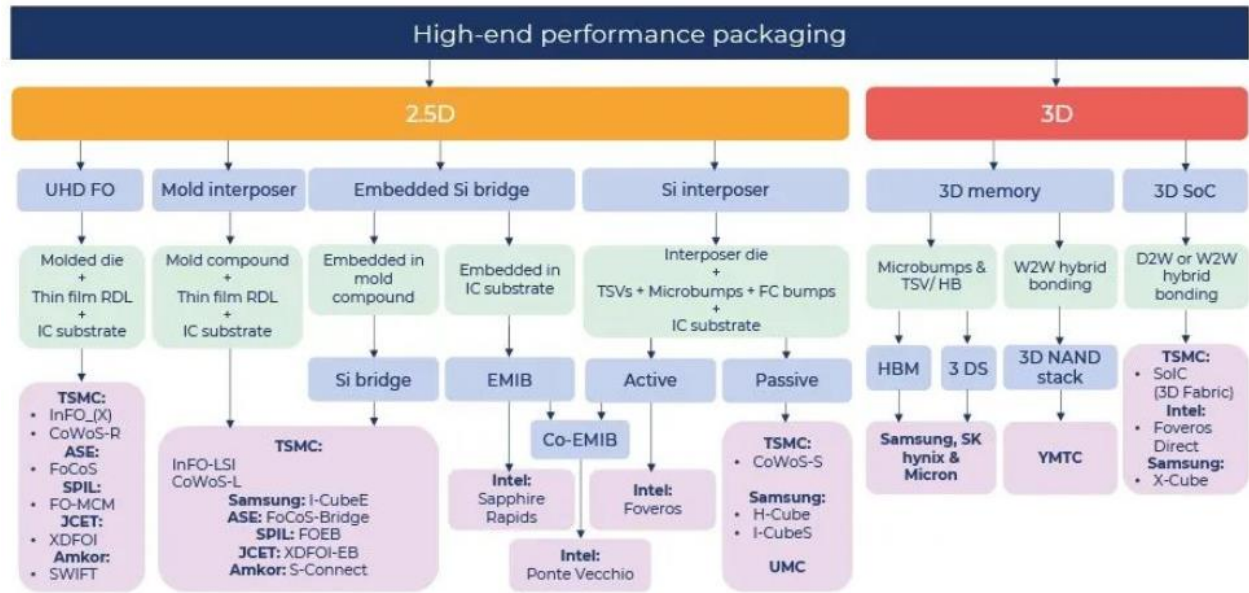 High-end performance packaging
2.5D
3D
UHD FO
Mold interposer
Embedded Si bridge
Si interposer
3D memory
3D SoC
Molded die
+
Thin film RDL
+
IC substrate
Mold compound
+
Thin film RDL
+
IC substrate
Embedded in
mold
compound
Embedded in
IC substrate
Interposer die
+
TSVs + Microbumps + FC bumps
+
IC substrate
Microbumps &
TSV/ HB
W2W hybrid
bonding
D2W or W2W
hybrid
bonding
Si bridge
EMIB
Active
Passive
HBM
3 DS
3D NAND
stack
Co-EMIB
TSMC:
• InFO_(X)
• CoWoS-R
ASE:
• FoCoS
SPIL:
• FO-MCM
JCET:
• XDFOI
Amkor:
• SWIFT
TSMC:
InFO-LSI
CoWoS-L
Samsung: I-CubeE
ASE: FoCoS-Bridge
SPIL: FOEB
JCET: XDFOI-EB
Amkor: S-Connect
Intel:
Sapphire
Rapids
Intel:
Ponte Vecchio
Intel:
Foveros
TSMC:
• CoWoS-S
Samsung:
• H-Cube
• I-CubeS
UMC
Samsung, SK
hynix &
Micron
YMTC
TSMC:
• SoIC
(3D Fabric)
Intel:
• Foveros
Direct
Samsung:
• X-Cube